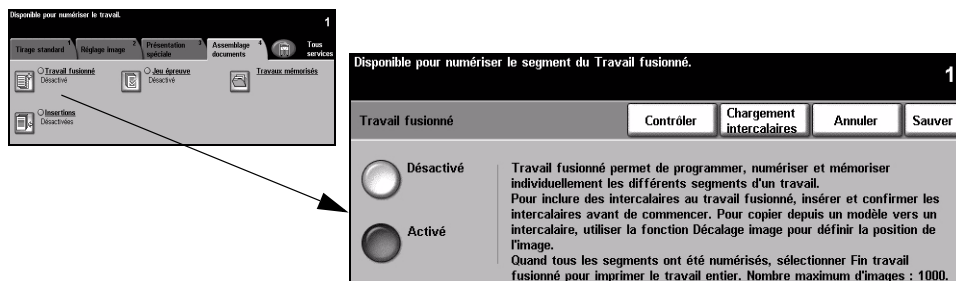 Disponible pour numériser le travail.
1
Tirage standard 1
Réglage image 2
Présentation spéciale 3
Assemblage documents 4
Tous services
Travail fusionné
Désactivé
Jeu épreuve
Désactivé
Travaux mémorisés
Insertions
Désactivées
Disponible pour numériser le segment du Travail fusionné.
1
Travail fusionné
Contrôler
Chargement
intercalaires
Annuler
Sauver
Désactivé
Activé
Travail fusionné permet de programmer, numériser et mémoriser
individuellement les différents segments d'un travail.
Pour inclure des intercalaires au travail fusionné, insérer et confirmer les
intercalaires avant de commencer. Pour copier depuis un modèle vers un
intercalaire, utiliser la fonction Décalage image pour définir la position de
l'image.
Quand tous les segments ont été numérisés, sélectionner Fin travail
fusionné pour imprimer le travail entier. Nombre maximum d'images : 1000.